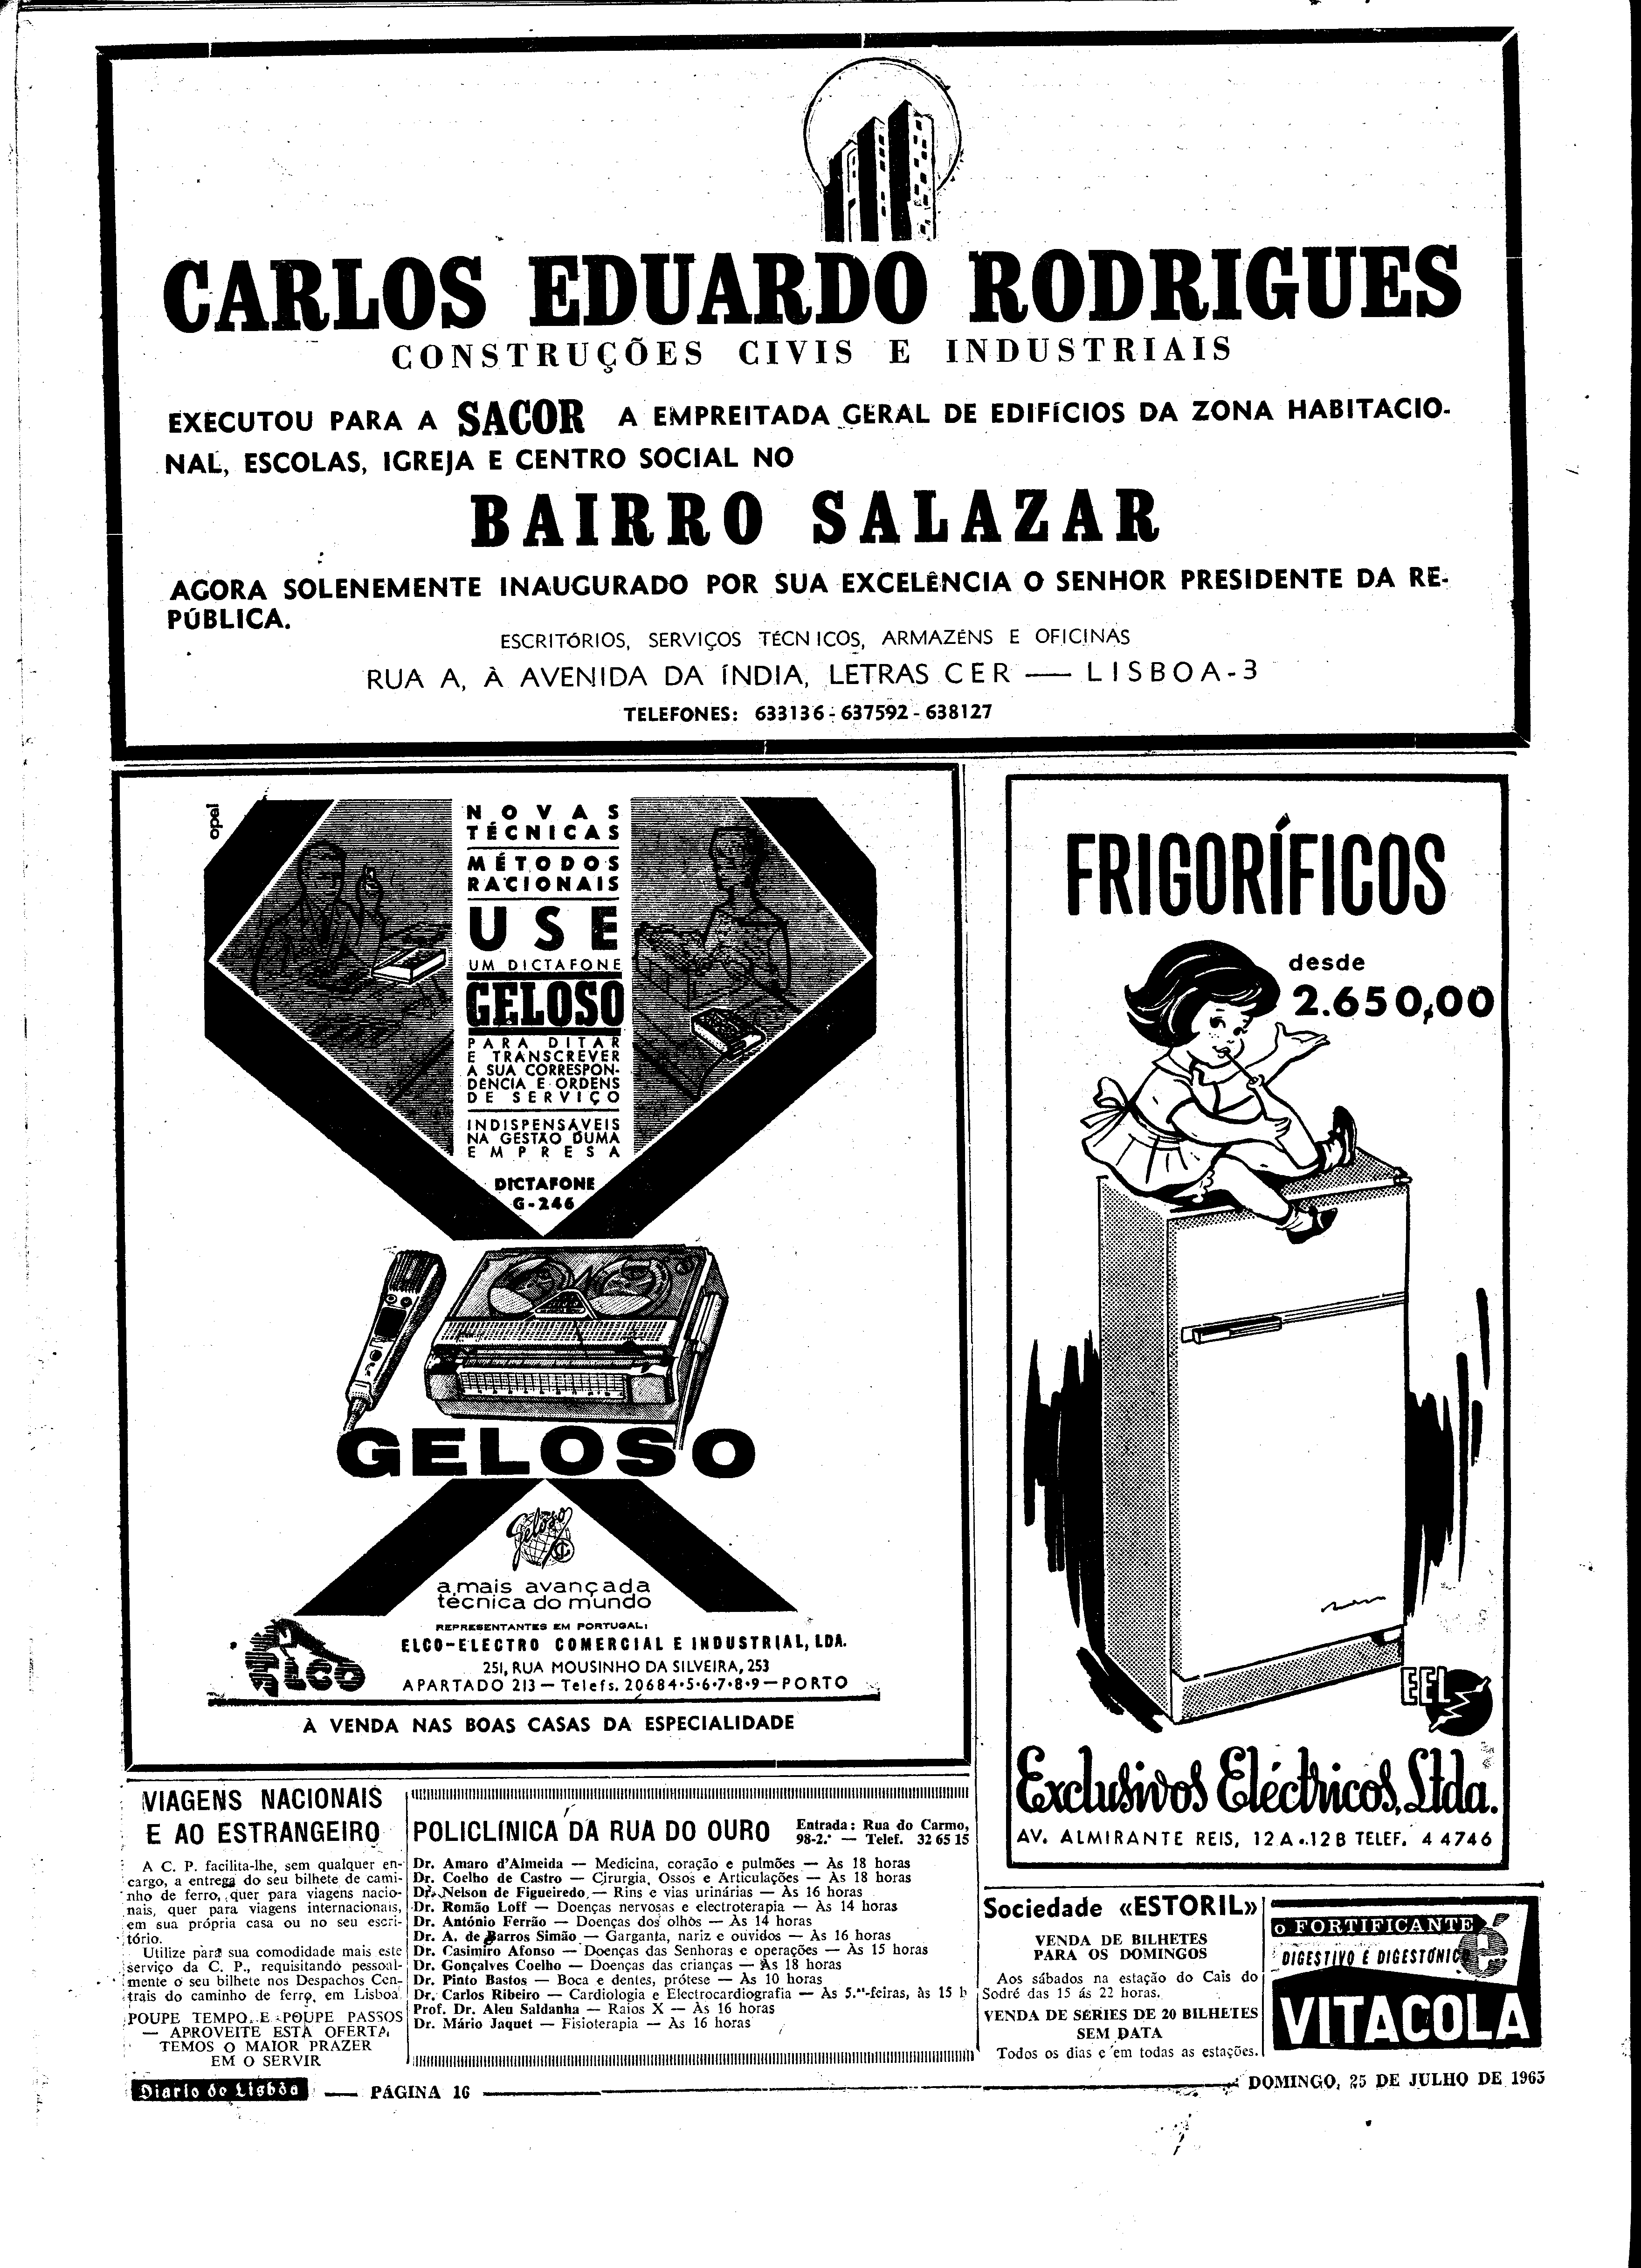 CARLOS EDUARDO RODRIGUES
CONSTRUÇÕES CIVIS E INDUSTRIAIS
EXECUTOU PARA A SACOR A EMPREITADA GERAL DE EDIFÍCIOS DA ZONA HABITACIO-
NAL, ESCOLAS, IGREJA E CENTRO SOCIAL NO
BAIRRO SALAZAR
AGORA SOLENEMENTE INAUGURADO POR SUA EXCELÊNCIA O SENHOR PRESIDENTE DA RE-
PÚBLICA.
ESCRITÓRIOS, SERVIÇOS TÉCNICOS, ARMAZÉNS E OFICINAS
RUA A, À AVENIDA DA ÍNDIA, LETRAS CER — LISBOA-3
TELEFONES: 633136-637592-638127
opal
NOVAS
TÉCNICAS
MÉTODOS
RACIONAIS
USE
UM DICTAFONE
GELOSO
PARA DITAR
E TRANSCREVER
A SUA CORRESPON-
DÊNCIA E ORDENS
DE SERVIÇO
INDISPENSÁVEIS
NA GESTÃO DUMA
EMPRESA
DICTAFONE
G-246
GELOSO
Geloso
a mais avançada
técnica do mundo
REPRESENTANTES EM PORTUGAL:
ELCO
ELCO-ELECTRO COMERCIAL E INDUSTRIAL, LDA.
251, RUA MOUSINHO DA SILVEIRA, 253
APARTADO 213 — Telefs. 20684·5·6·7·8·9 — PORTO
À VENDA NAS BOAS CASAS DA ESPECIALIDADE
FRIGORÍFICOS
desde
2.650,00
EEL
Exclusivos Eléctricos, Ltda.
AV. ALMIRANTE REIS, 12 A..12 B TELEF. 4 4746
VIAGENS NACIONAIS
E AO ESTRANGEIRO
A C. P. facilita-lhe, sem qualquer en-
cargo, a entrega do seu bilhete de cami-
nho de ferro, quer para viagens nacio-
nais, quer para viagens internacionais,
em sua própria casa ou no seu escri-
tório.
Utilize para sua comodidade mais este
serviço da C. P., requisitando pessoal-
mente o seu bilhete nos Despachos Cen-
trais do caminho de ferro, em Lisboa
POUPE TEMPO E POUPE PASSOS
— APROVEITE ESTA OFERTA,
TEMOS O MAIOR PRAZER
EM O SERVIR
POLICLÍNICA DA RUA DO OURO
Entrada: Rua do Carmo,
98-2.º — Telef. 32 65 15
Dr. Amaro d'Almeida — Medicina, coração e pulmões — Às 18 horas
Dr. Coelho de Castro — Cirurgia, Ossos e Articulações — Às 18 horas
Dr. Nelson de Figueiredo — Rins e vias urinárias — Às 16 horas
Dr. Romão Loff — Doenças nervosas e electroterapia — Às 14 horas
Dr. António Ferrão — Doenças dos olhos — Às 14 horas
Dr. A. de Barros Simão — Garganta, nariz e ouvidos — Às 16 horas
Dr. Casimiro Afonso — Doenças das Senhoras e operações — Às 15 horas
Dr. Gonçalves Coelho — Doenças das crianças — Às 18 horas
Dr. Pinto Bastos — Boca e dentes, prótese — Às 10 horas
Dr. Carlos Ribeiro — Cardiologia e Electrocardiografia — Às 5.ªs-feiras, às 15 h
Prof. Dr. Aleu Saldanha — Raios X — Às 16 horas
Dr. Mário Jaquet — Fisioterapia — Às 16 horas
Sociedade «ESTORIL»
VENDA DE BILHETES
PARA OS DOMINGOS
Aos sábados na estação do Cais do
Sodré das 15 às 22 horas.
VENDA DE SÉRIES DE 20 BILHETES
SEM DATA
Todos os dias e em todas as estações.
O FORTIFICANTE
DIGESTIVO E DIGESTÓNICO
é
VITACOLA
Diario de Lisbôa — PÁGINA 16
DOMINGO, 25 DE JULHO DE 1965